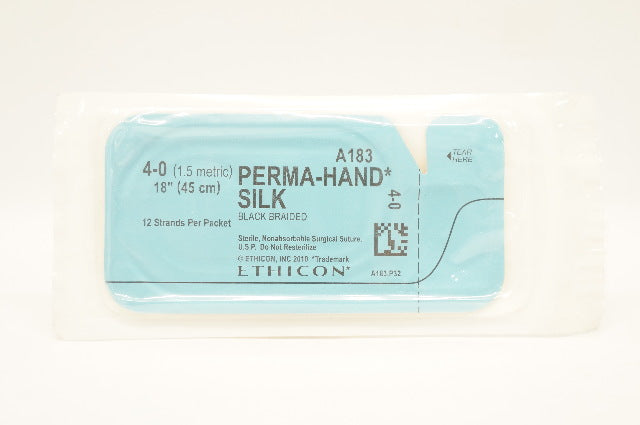 A183
4-0 (1.5 metric)
18" (45 cm)
12 Strands Per Packet
PERMA-HAND*
SILK
BLACK BRAIDED
Sterile, Nonabsorbable Surgical Suture,
U.S.P. Do Not Resterilize
© ETHICON, INC 2010 *Trademark
ETHICON*
4-0
A183.P32
TEAR
HERE